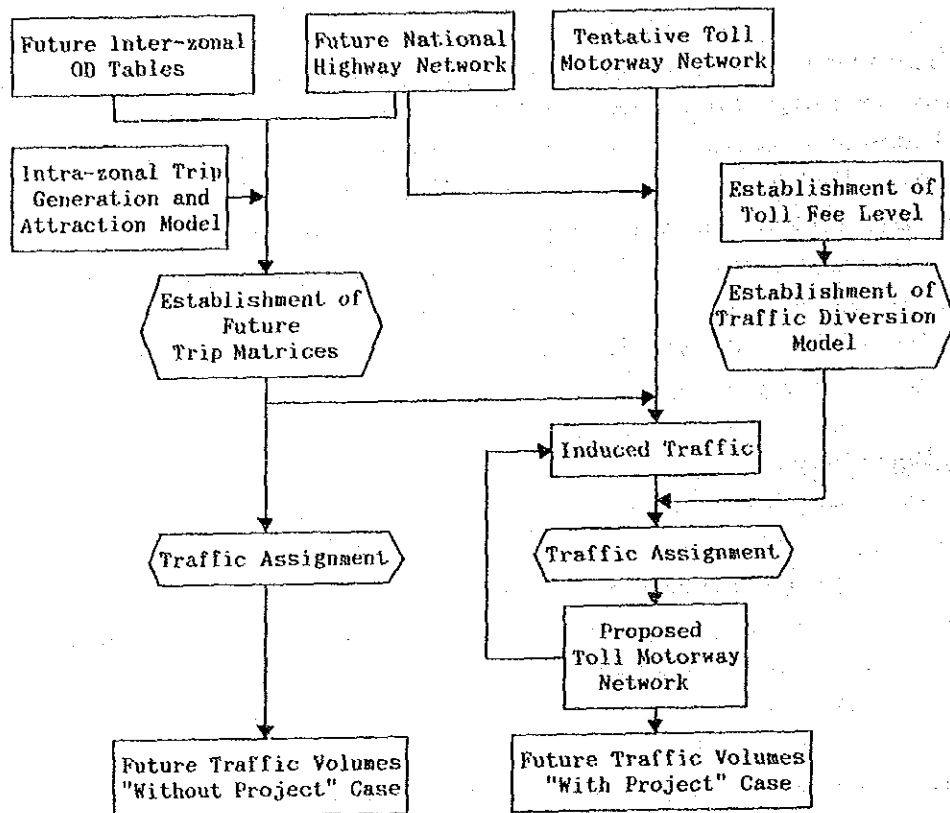 Future Inter-zonal
OD Tables
Future National
Highway Network
Tentative Toll
Motorway Network
Intra-zonal Trip
Generation and
Attraction Model
Establishment of
Toll Fee Level
Establishment of
Future
Trip Matrices
Establishment of
Traffic Diversion
Model
Induced Traffic
Traffic Assignment
Traffic Assignment
Proposed
Toll Motorway
Network
Future Traffic Volumes
"Without Project" Case
Future Traffic Volumes
"With Project" Case